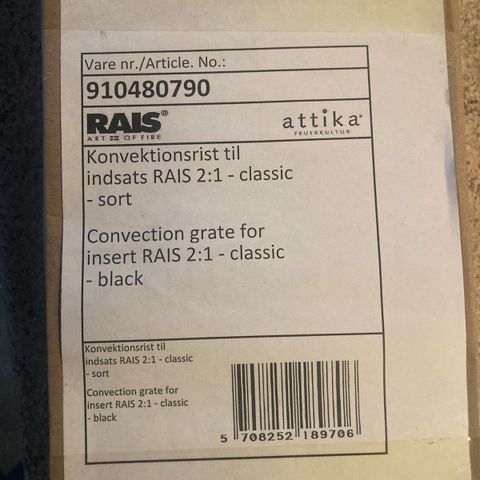 Vare nr./Article. No.:
910480790
RAIS®
ART OF FIRE
attika®
FEUERKULTUR
Konvektionsrist til
indsats RAIS 2:1 - classic
- sort
Convection grate for
insert RAIS 2:1 - classic
- black
Konvektionsrist til
indsats RAIS 2:1 - classic
- sort
Convection grate for
insert RAIS 2:1 - classic
- black
5 708252 189706